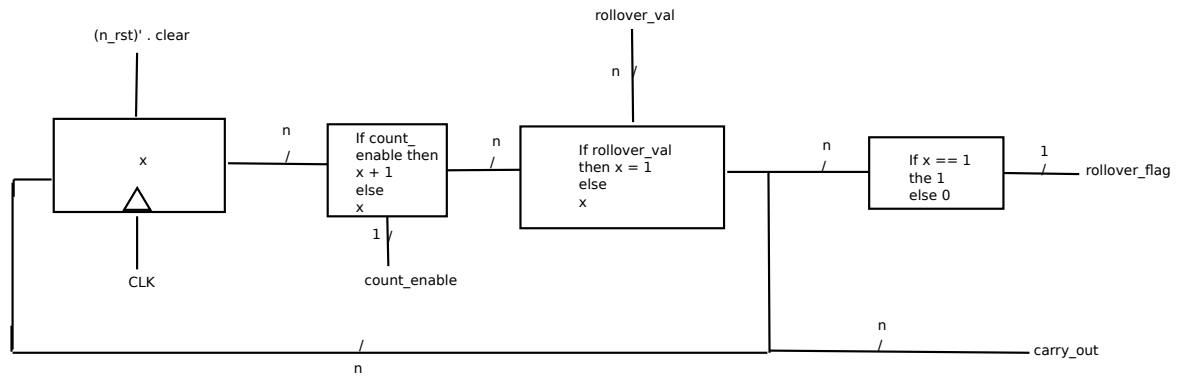 rollover_val
(n_rst)' . clear
n
n
x
If count_
enable then
x + 1
else
x
n
If rollover_val
then x = 1
else
x
n
If x == 1
the 1
else 0
1
rollover_flag
1
CLK
count_enable
n
carry_out
n